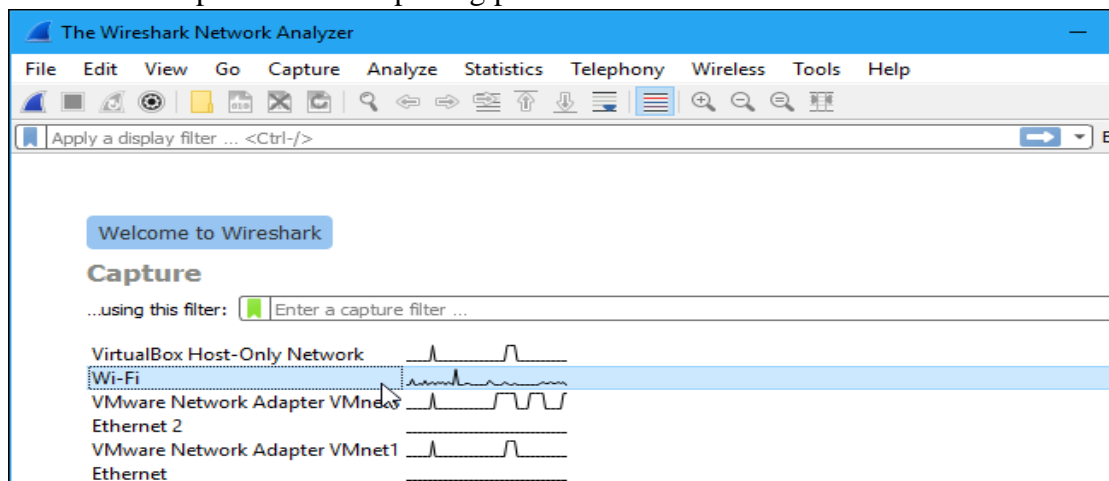 The Wireshark Network Analyzer
File Edit View Go Capture Analyze Statistics Telephony Wireless Tools Help
Apply a display filter ... <Ctrl-/>
Welcome to Wireshark
Capture
...using this filter: Enter a capture filter ...
VirtualBox Host-Only Network
Wi-Fi
VMware Network Adapter
Ethernet 2
VMware Network Adapter VMnet1
Ethernet